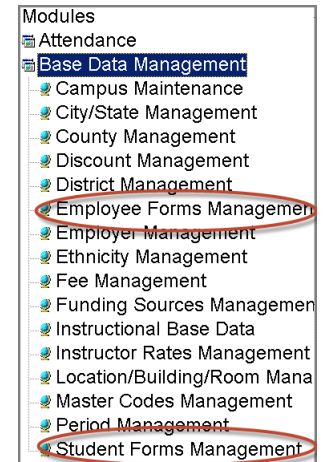 Modules
Attendance
Base Data Management
Campus Maintenance
City/State Management
County Management
Discount Management
District Management
Employee Forms Managemen
Employer Management
Ethnicity Management
Fee Management
Funding Sources Managemen
Instructional Base Data
Instructor Rates Management
Location/Building/Room Mana
Master Codes Management
Period Management
Student Forms Management